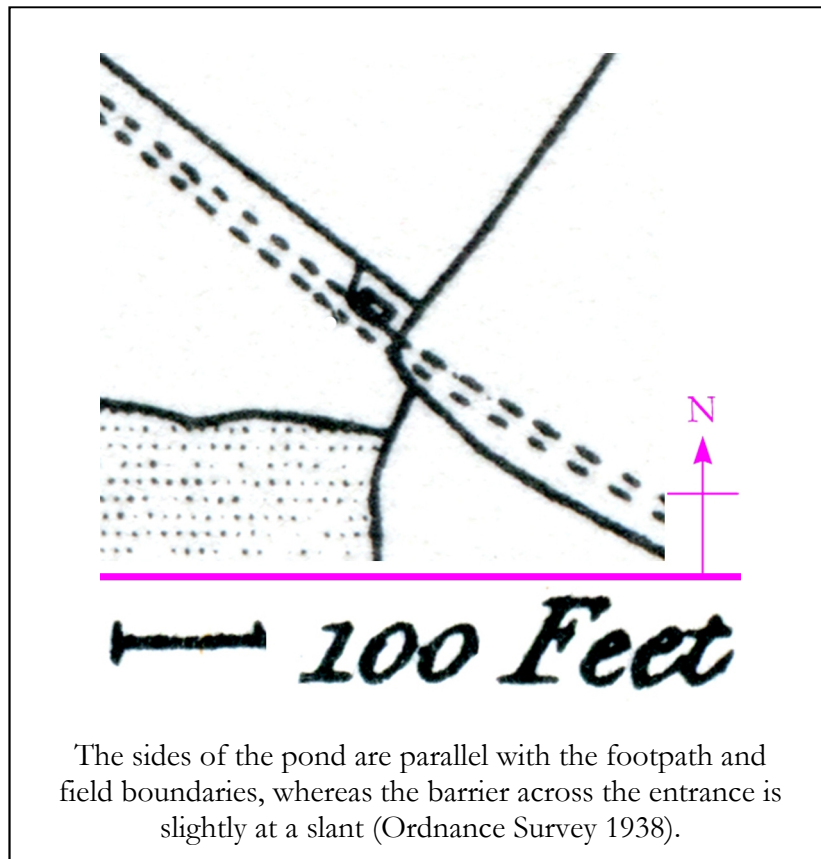 N
100 Feet
The sides of the pond are parallel with the footpath and
field boundaries, whereas the barrier across the entrance is
slightly at a slant (Ordnance Survey 1938).